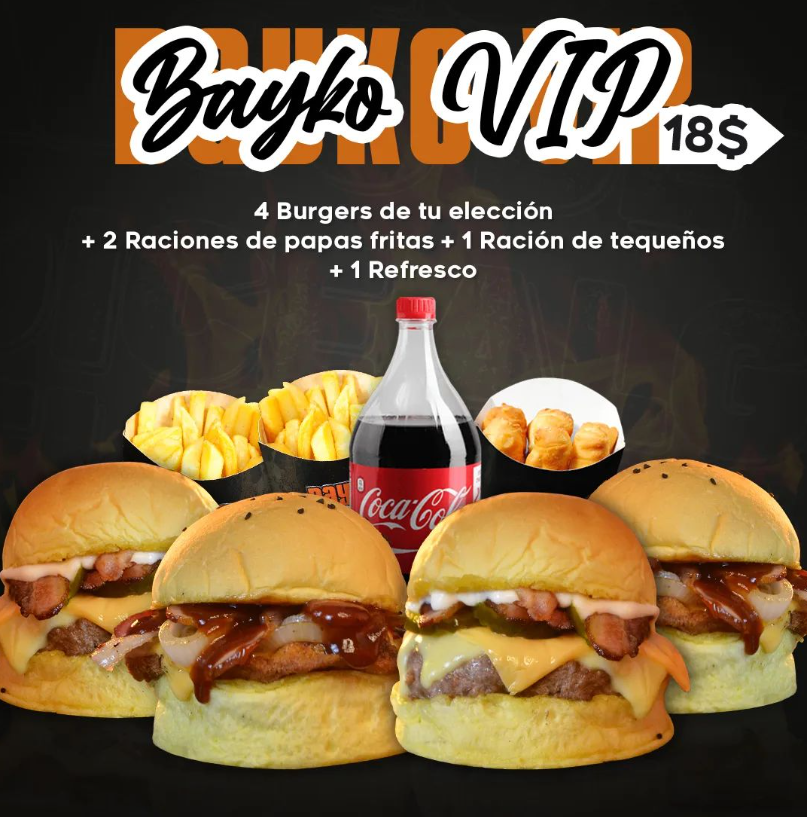 Bayko VIP
18$
4 Burgers de tu elección
+ 2 Raciones de papas fritas + 1 Ración de tequeños
+ 1 Refresco
Coca-Col